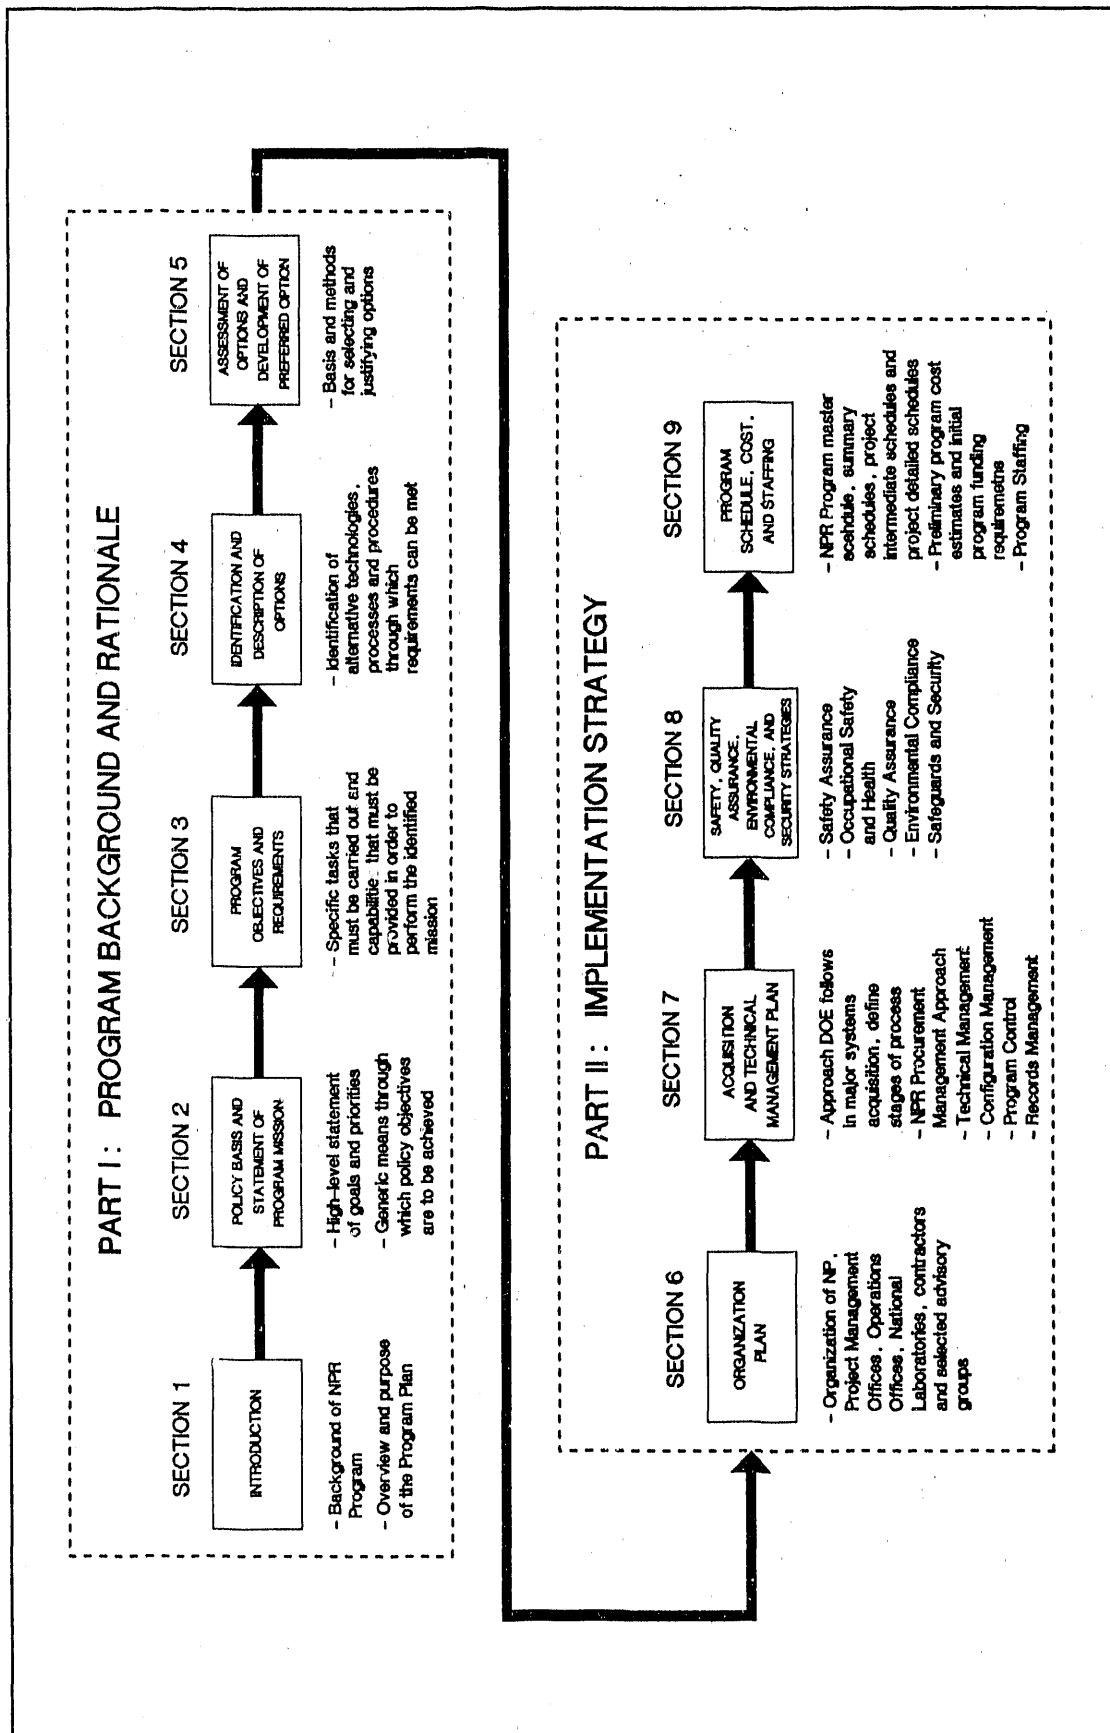 PART I: PROGRAM BACKGROUND AND RATIONALE
SECTION 1
INTRODUCTION
- Background of NPR
Program
- Overview and purpose
of the Program Plan
SECTION 2
POLICY BASIS AND
STATEMENT OF
PROGRAM MISSION
- High-level statement
of goals and priorities
- Generic means through
which policy objectives
are to be achieved
SECTION 3
PROGRAM
OBJECTIVES AND
REQUIREMENTS
- Specific tasks that
must be carried out and
capabilities that must be
provided in order to
perform the identified
mission
SECTION 4
IDENTIFICATION AND
DESCRIPTION OF
OPTIONS
- Identification of
alternative technologies,
processes and procedures
through which
requirements can be met
SECTION 5
ASSESSMENT OF
OPTIONS AND
DEVELOPMENT OF
PREFERRED OPTION
- Basis and methods
for selecting and
justifying options
PART II: IMPLEMENTATION STRATEGY
SECTION 6
ORGANIZATION
PLAN
- Organization of NP,
Project Management
Offices, Operations
Offices, National
Laboratories, contractors
and selected advisory
groups
SECTION 7
ACQUISITION
AND TECHNICAL
MANAGEMENT PLAN
- Approach DOE follows
in major systems
acquisition, define
stages of process
- NPR Procurement
Management Approach
- Technical Management
- Configuration Management
- Program Control
- Records Management
SECTION 8
SAFETY, QUALITY
ASSURANCE,
ENVIRONMENTAL
COMPLIANCE, AND
SECURITY STRATEGIES
- Safety Assurance
- Occupational Safety
and Health
- Quality Assurance
- Environmental Compliance
- Safeguards and Security
SECTION 9
PROGRAM
SCHEDULE, COST,
AND STAFFING
- NPR Program master
scehdule, summary
schedules, project
intermediate schedules and
project detailed schedules
- Preliminary program cost
estimates and initial
program funding
requiremetns
- Program Staffing